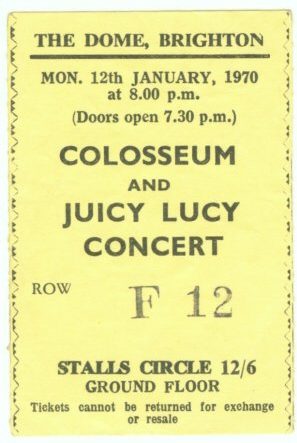 THE DOME, BRIGHTON
MON. 12th JANUARY, 1970
at 8.00 p.m.
(Doors open 7.30 p.m.)
COLOSSEUM
AND
JUICY LUCY
CONCERT
ROW F 12
STALLS CIRCLE 12/6
GROUND FLOOR
Tickets cannot be returned for exchange
or resale